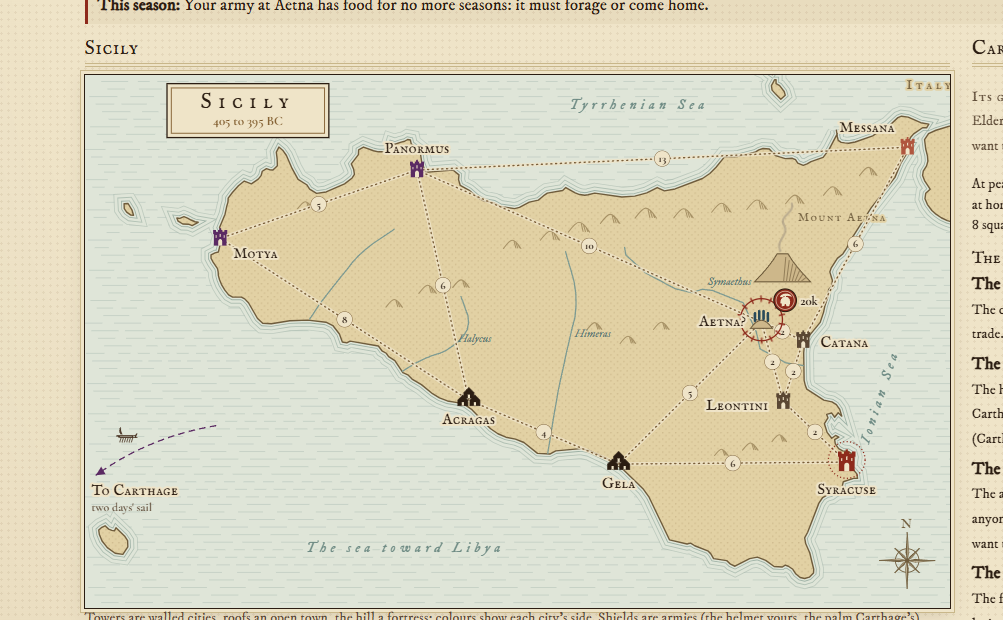 This season: Your army at Aetna has food for no more seasons: it must forage or come home.
Sicily
Sicily
405 to 395 BC
Tyrrhenian Sea
Italy
Messana
Panormus
13
5
Mount Aetna
Motya
10
6
6
Symaethus
20k
8
Aetna
2
Halycus
Himeras
Catana
2
2
Ionian Sea
5
Leontini
Acragas
4
2
6
Gela
Syracuse
To Carthage
two days' sail
N
The sea toward Libya
Towers are walled cities, roofs an open town, the hill a fortress; colours show each city's side. Shields are armies (the helmet yours, the palm Carthage's)
Its
Elder
want
At pea
at
8 squa
The
The
trade.
The
The
Carth
(Carth
The
The
anyon
want
The
The